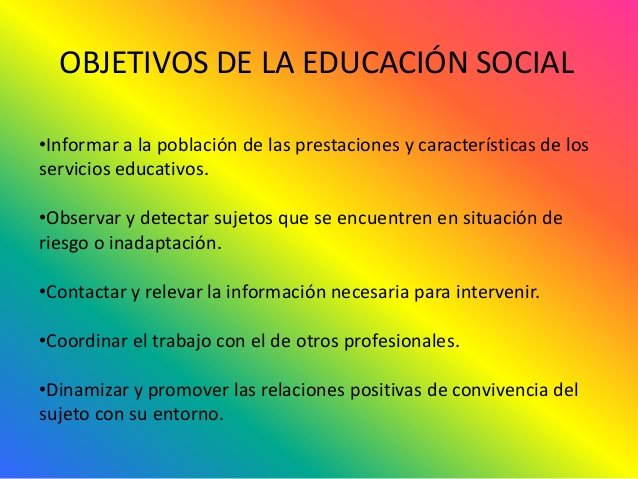 OBJETIVOS DE LA EDUCACIÓN SOCIAL
•Informar a la población de las prestaciones y características de los
servicios educativos.
•Observar y detectar sujetos que se encuentren en situación de
riesgo o inadaptación.
•Contactar y relevar la información necesaria para intervenir.
•Coordinar el trabajo con el de otros profesionales.
•Dinamizar y promover las relaciones positivas de convivencia del
sujeto con su entorno.